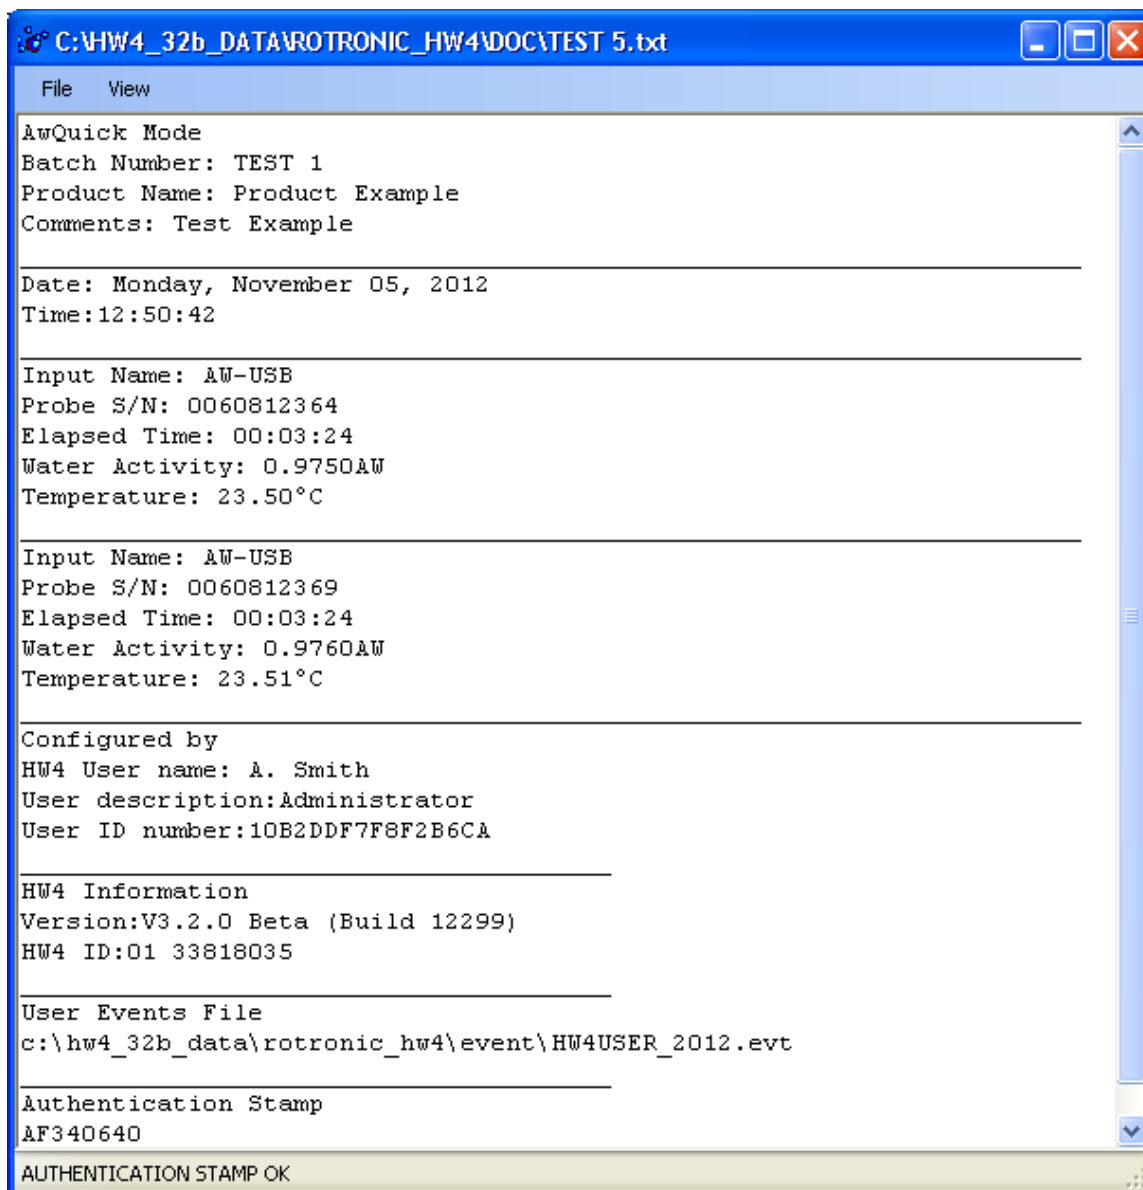 C:\HW4_32b_DATA\ROTRONIC_HW4\DOC\TEST 5.txt
File View
AwQuick Mode
Batch Number: TEST 1
Product Name: Product Example
Comments: Test Example
Date: Monday, November 05, 2012
Time:12:50:42
Input Name: AW-USB
Probe S/N: 0060812364
Elapsed Time: 00:03:24
Water Activity: 0.9750AW
Temperature: 23.50°C
Input Name: AW-USB
Probe S/N: 0060812369
Elapsed Time: 00:03:24
Water Activity: 0.9760AW
Temperature: 23.51°C
Configured by
HW4 User name: A. Smith
User description:Administrator
User ID number:10B2DDF7F8F2B6CA
HW4 Information
Version:V3.2.0 Beta (Build 12299)
HW4 ID:01 33818035
User Events File
c:\hw4_32b_data\rotronic_hw4\event\HW4USER_2012.evt
Authentication Stamp
AF340640
AUTHENTICATION STAMP OK